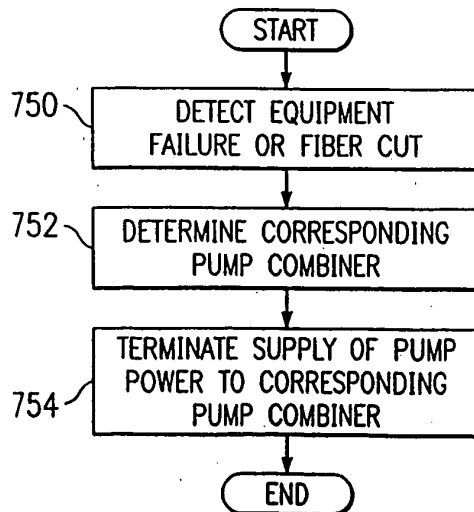 START
750
DETECT EQUIPMENT
FAILURE OR FIBER CUT
752
DETERMINE CORRESPONDING
PUMP COMBINER
754
TERMINATE SUPPLY OF PUMP
POWER TO CORRESPONDING
PUMP COMBINER
END